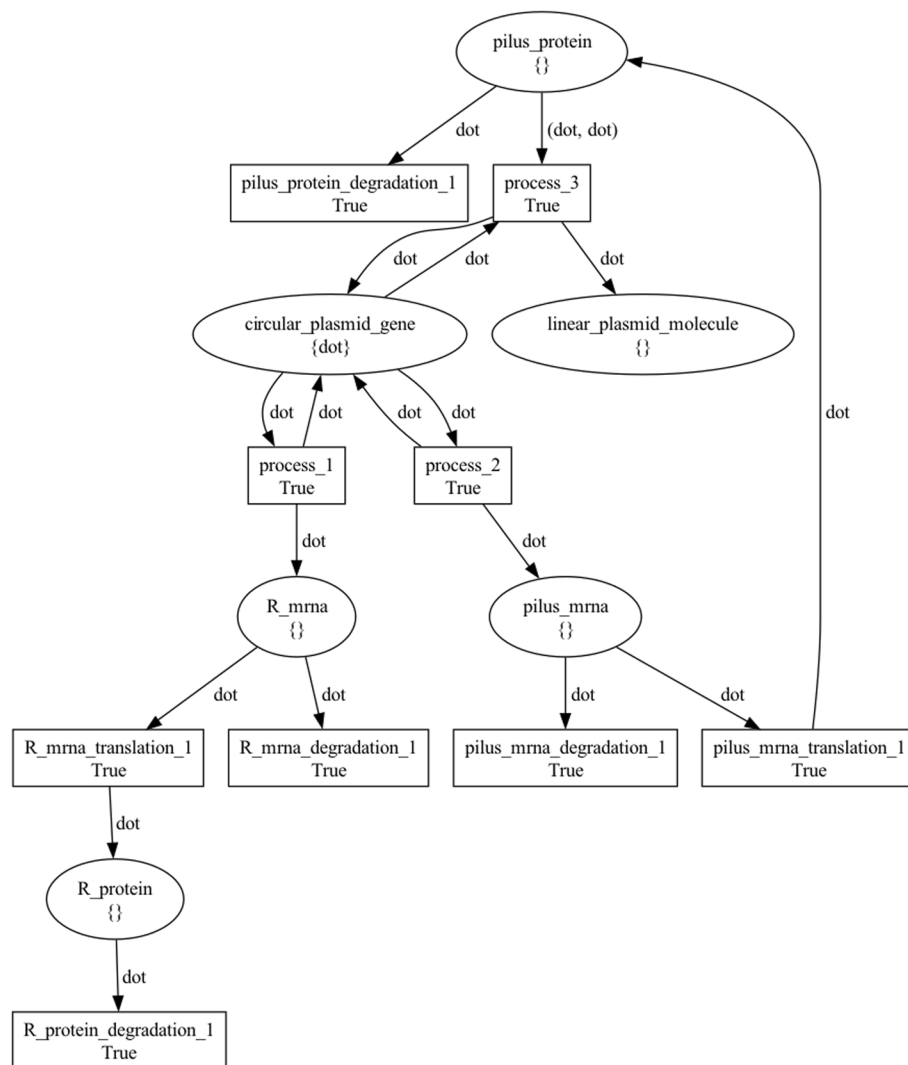 pilus_protein
{}
dot
(dot, dot)
pilus_protein_degradation_1
True
process_3
True
dot
dot
dot
circular_plasmid_gene
{dot}
linear_plasmid_molecule
{}
dot
dot
dot
dot
dot
process_1
True
process_2
True
dot
dot
R_mrna
{}
pilus_mrna
{}
dot
dot
dot
dot
R_mrna_translation_1
True
R_mrna_degradation_1
True
pilus_mrna_degradation_1
True
pilus_mrna_translation_1
True
dot
R_protein
{}
dot
R_protein_degradation_1
True